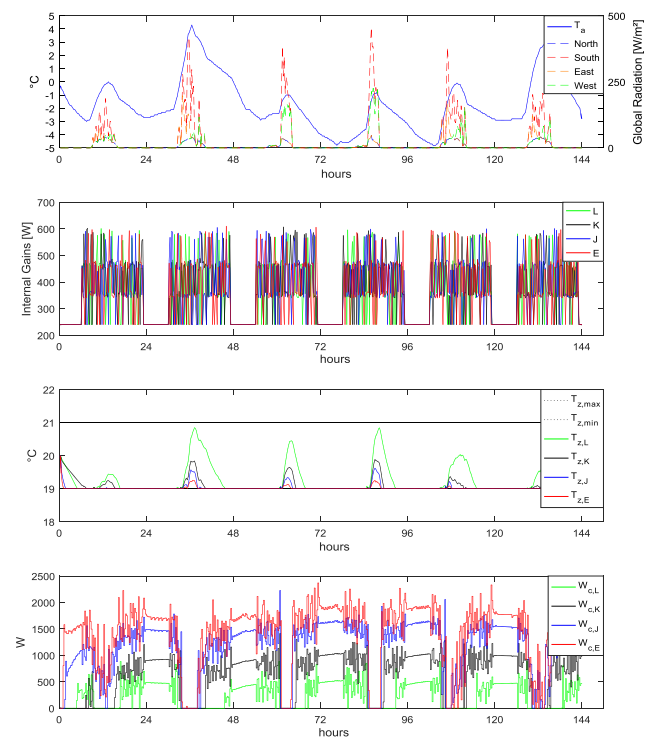 5
4
3
2
1
0
-1
-2
-3
-4
-5
°C
500
250
0
Global Radiation [W/m²]
T_a
North
South
East
West
0 24 48 72 96 120 144
hours
700
600
500
400
300
200
Internal Gains [W]
L
K
J
E
0 24 48 72 96 120 144
hours
22
21
20
19
18
°C
T_z,max
T_z,min
T_z,L
T_z,K
T_z,J
T_z,E
0 24 48 72 96 120 144
hours
2500
2000
1500
1000
500
0
W
W_c,L
W_c,K
W_c,J
W_c,E
0 24 48 72 96 120 144
hours